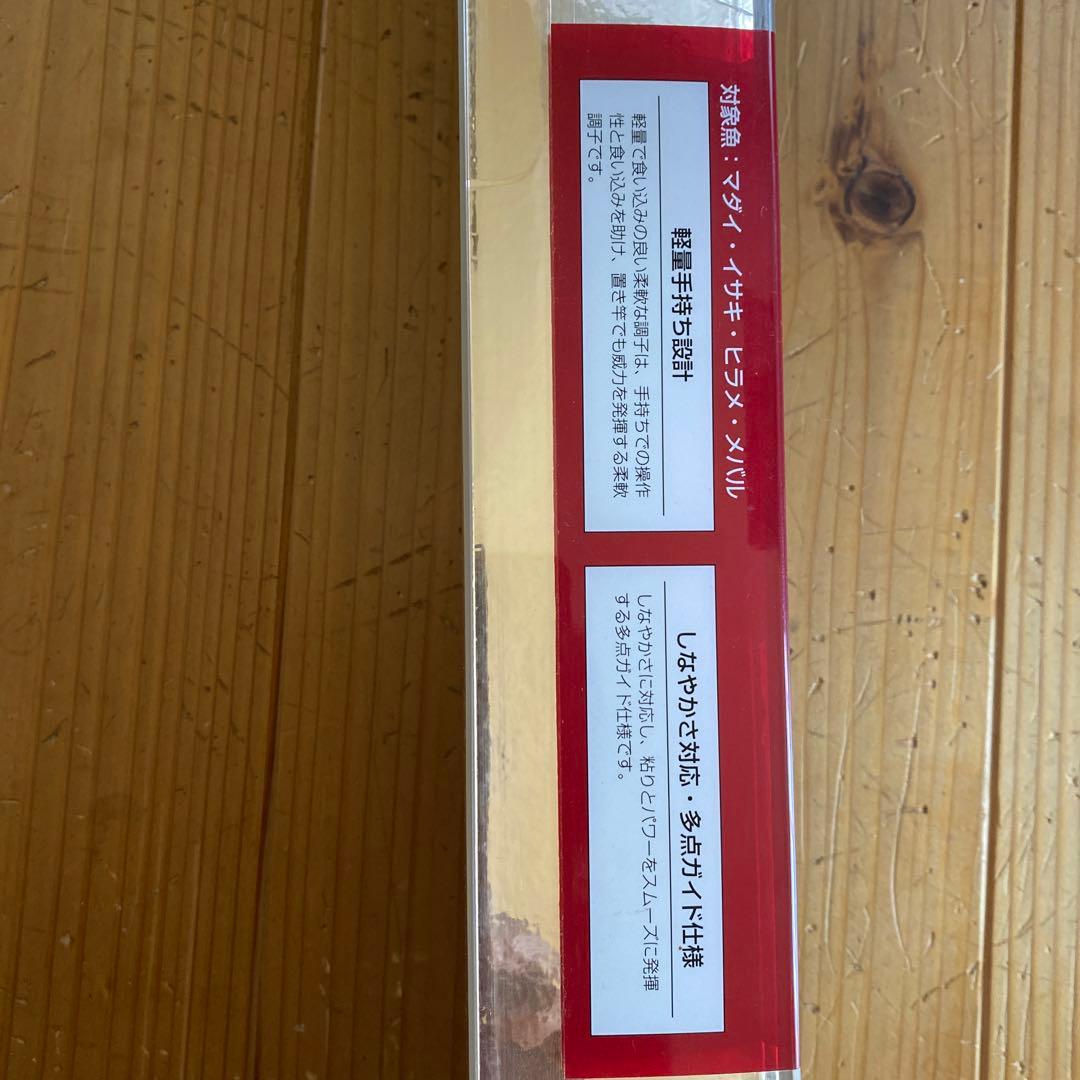 対象魚：マダイ・イサキ・ヒラメ・メバル
軽量手持ち設計
軽量で食い込みの良い柔軟な調子は、手持ちでの操作
性と食い込みを助け、置き竿でも威力を発揮する柔軟
調子です。
しなやかさ対応・多点ガイド仕様
しなやかさに対応し、粘りとパワーをスムーズに発揮
する多点ガイド仕様です。